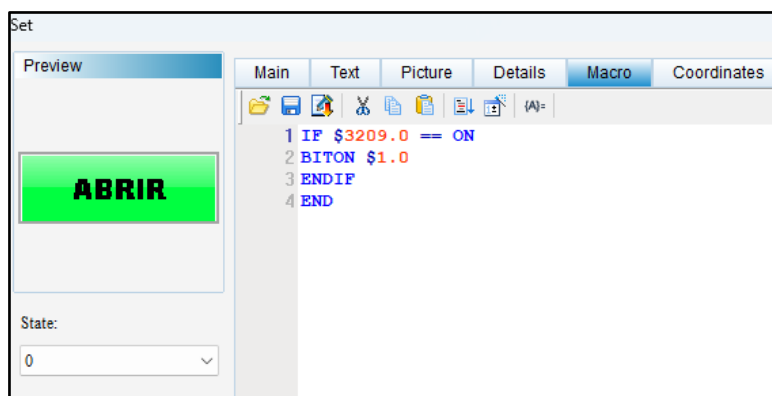 Set
Preview
Main Text Picture Details Macro Coordinates
{A}=
1 IF $3209.0 == ON
2 BITON $1.0
3 ENDIF
4 END
ABRIR
State:
0